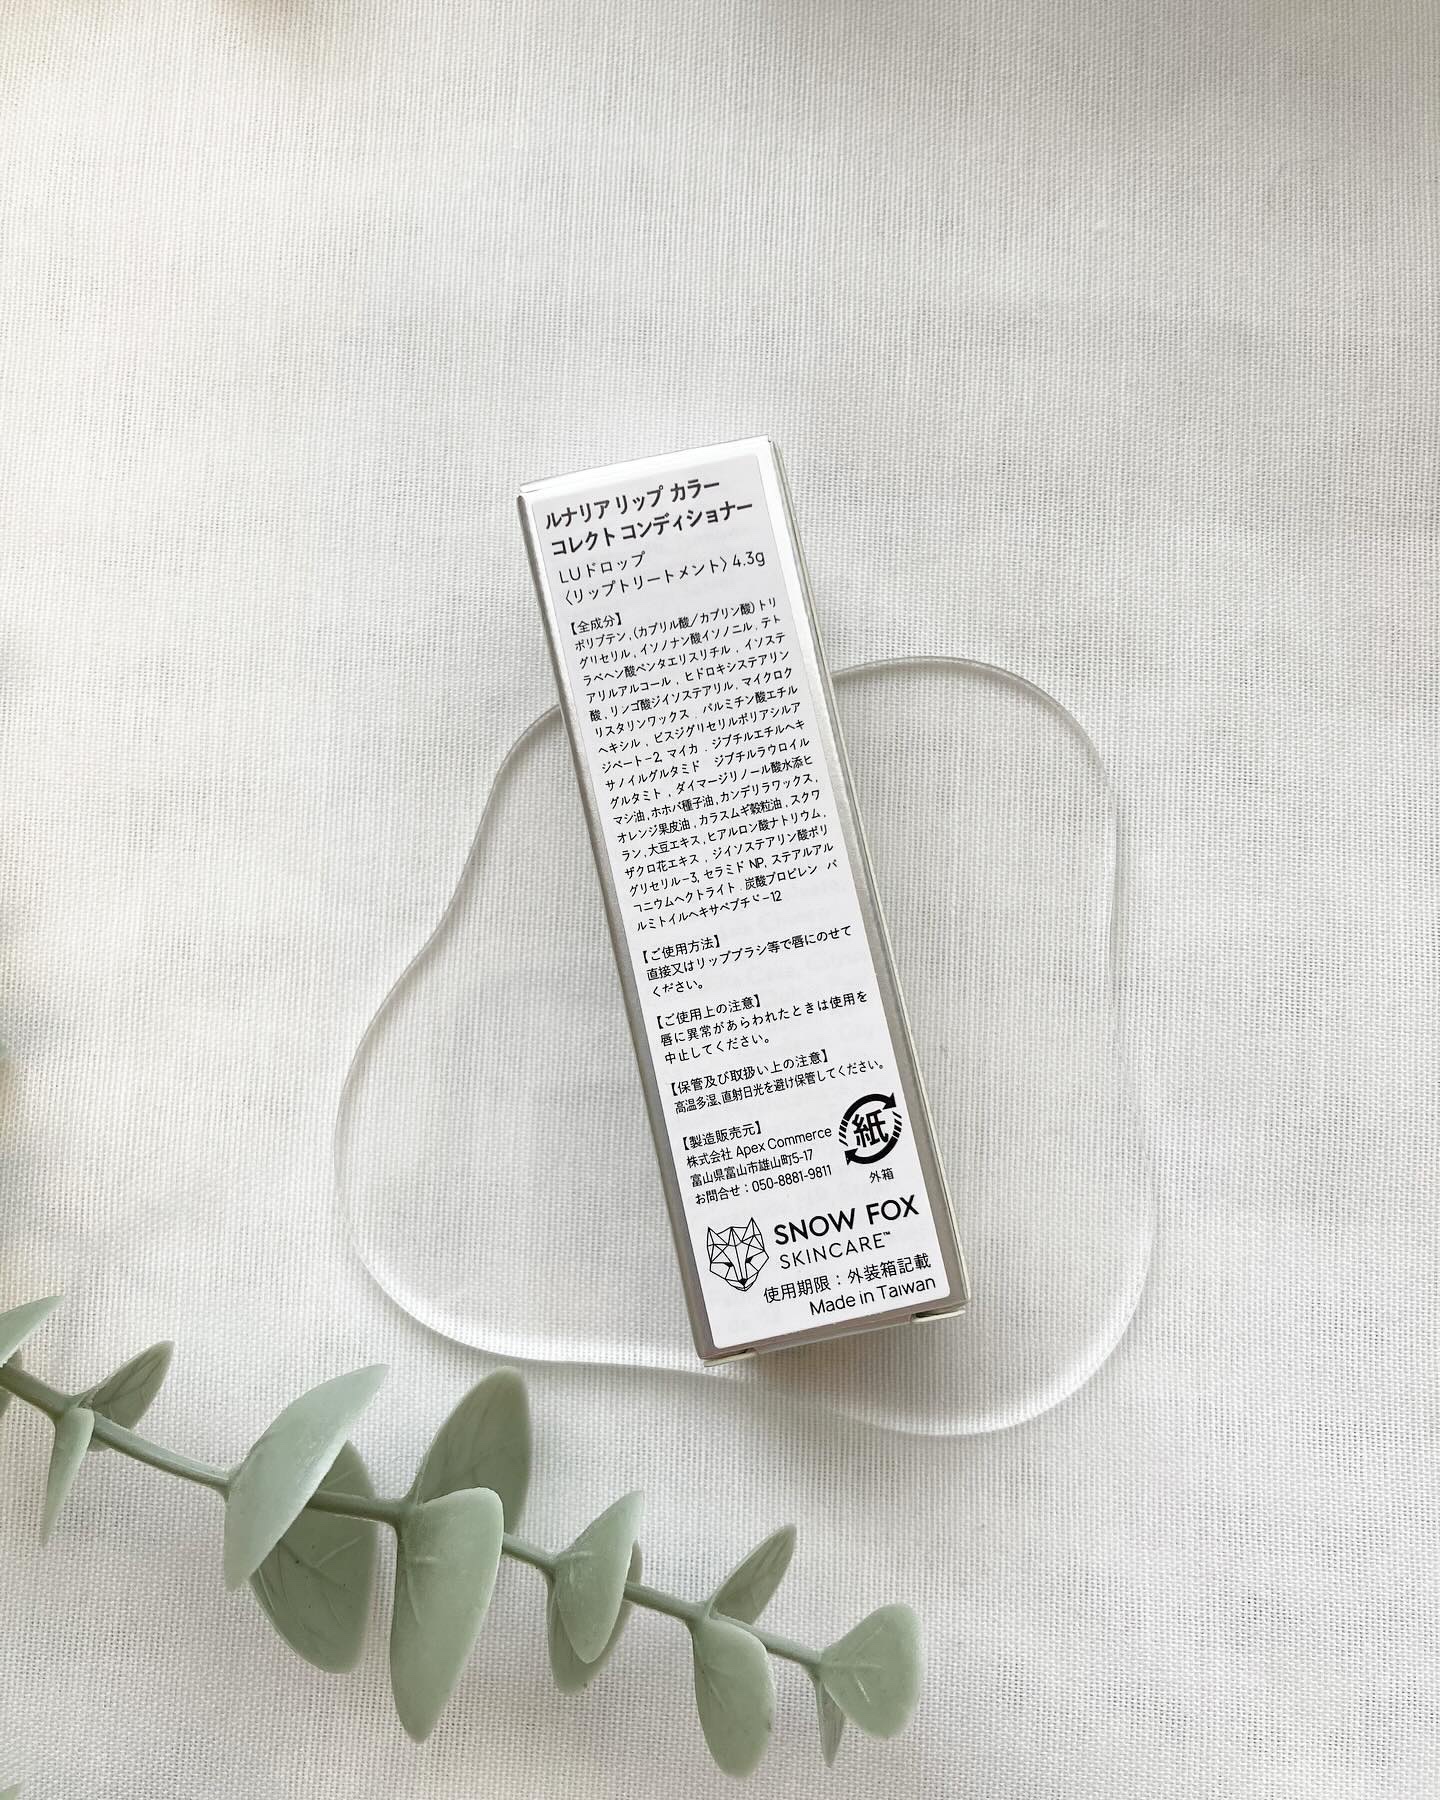 ルナリア リップ カラー
コレクト コンディショナー
LUドロップ
〈リップトリートメント〉4.3g
【全成分】
ポリブテン,(カプリル酸／カプリン酸)トリ
グリセリル,イソノナン酸イソノニル,テト
ラベヘン酸ペンタエリスリチル,イソステ
アリルアルコール,ヒドロキシステアリン
酸,リンゴ酸ジイソステアリル,マイクロク
リスタリンワックス,パルミチン酸エチル
ヘキシル,ビスジグリセリルポリアシルア
ジペート-2,マイカ,ジブチルエチルヘキ
サノイルグルタミド ジブチルラウロイル
グルタミド,ダイマージリノール酸水添ヒ
マシ油,ホホバ種子油,カンデリラワックス,
オレンジ果皮油,カラスムギ穀粒油,スクワ
ラン,大豆エキス,ヒアルロン酸ナトリウム,
ザクロ花エキス,ジイソステアリン酸ポリ
グリセリル-3,セラミド NP,ステアルアル
コニウムヘクトライト,炭酸プロピレン パ
ルミトイルヘキサペプチド-12
【ご使用方法】
直接又はリップブラシ等で唇にのせて
ください。
【ご使用上の注意】
唇に異常があらわれたときは使用を
中止してください。
【保管及び取扱い上の注意】
高温多湿、直射日光を避け保管してください。
【製造販売元】
株式会社 Apex Commerce
富山県富山市雄山町5-17
お問合せ：050-8881-9811
紙
外箱
SNOW FOX
SKINCARE™
使用期限：外装箱記載
Made in Taiwan